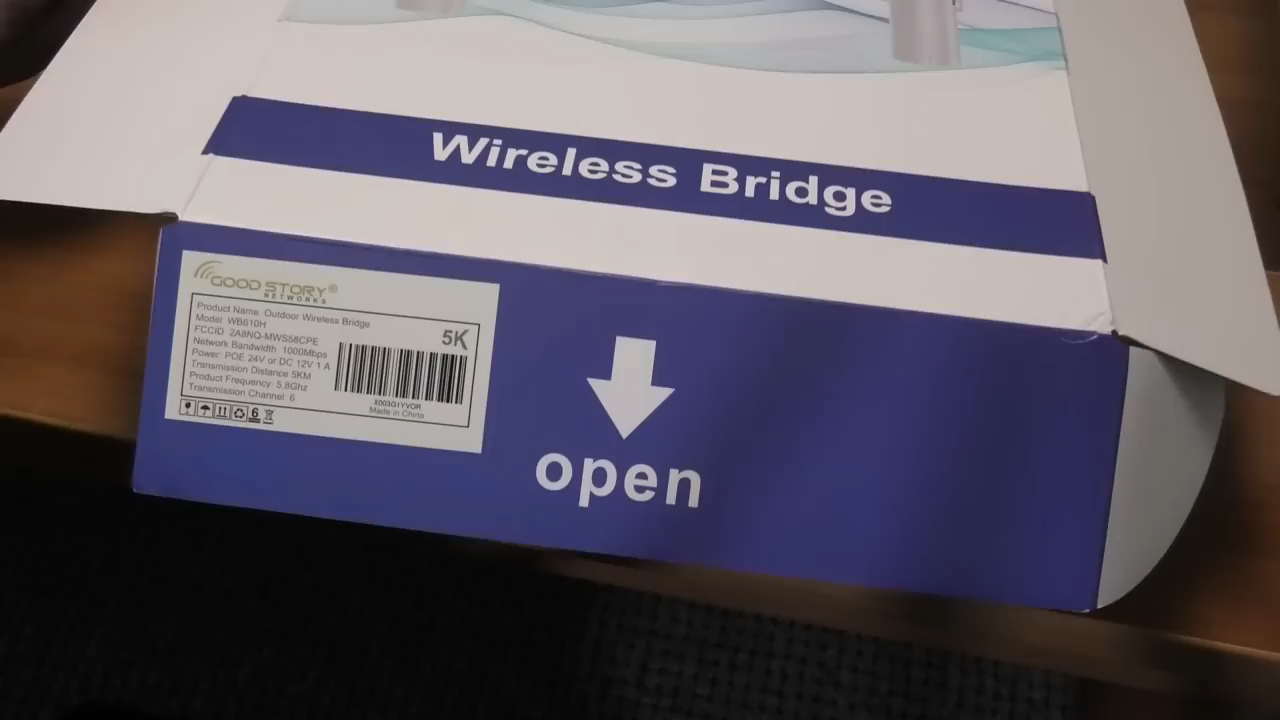 Wireless Bridge
GOOD STORY®
NETWORKS
Product Name: Outdoor Wireless Bridge
Model: WB610H
FCCID: 2A8NQ-MWS58CPE
Network Bandwidth: 1000Mbps
Power: POE 24V or DC 12V 1 A
Transmission Distance 5KM
Product Frequency: 5.8Ghz
Transmission Channel: 6
5K
X003G1YVOR
Made in China
6
open